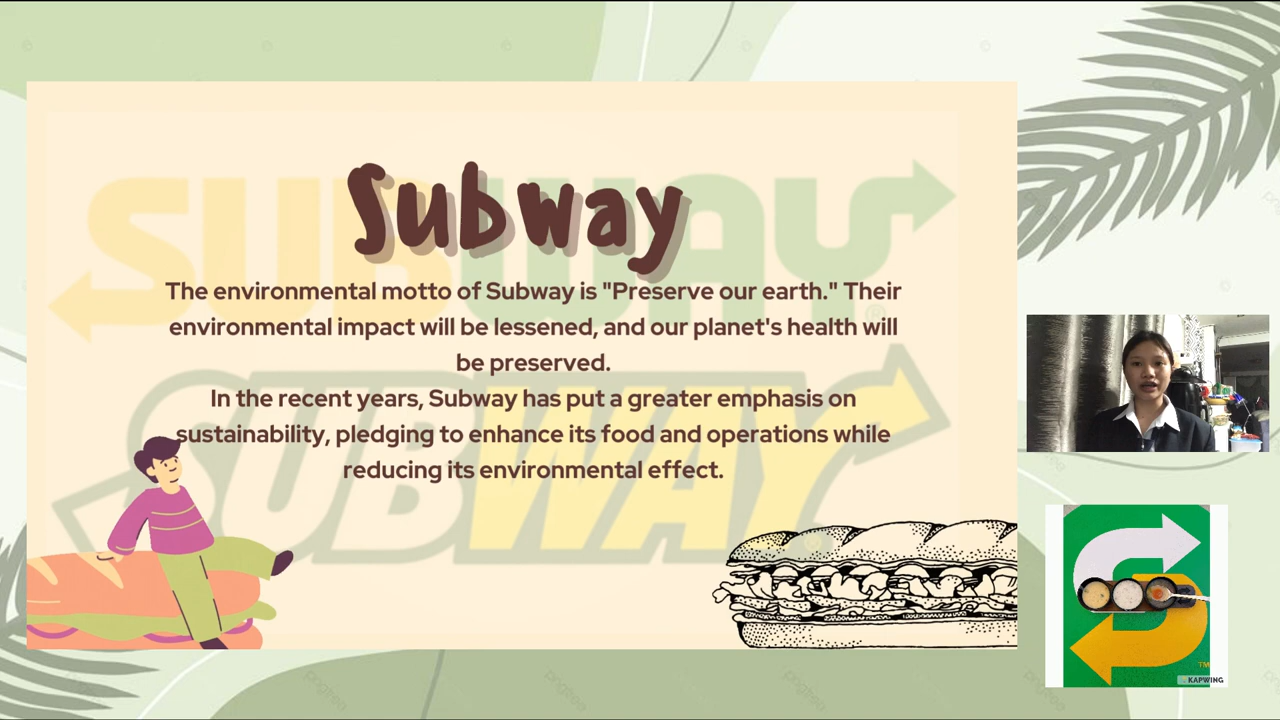 Subway
The environmental motto of Subway is "Preserve our earth." Their
environmental impact will be lessened, and our planet's health will
be preserved.
In the recent years, Subway has put a greater emphasis on
sustainability, pledging to enhance its food and operations while
reducing its environmental effect.
SUBWAY
SUBWAY
TM
KAPWING